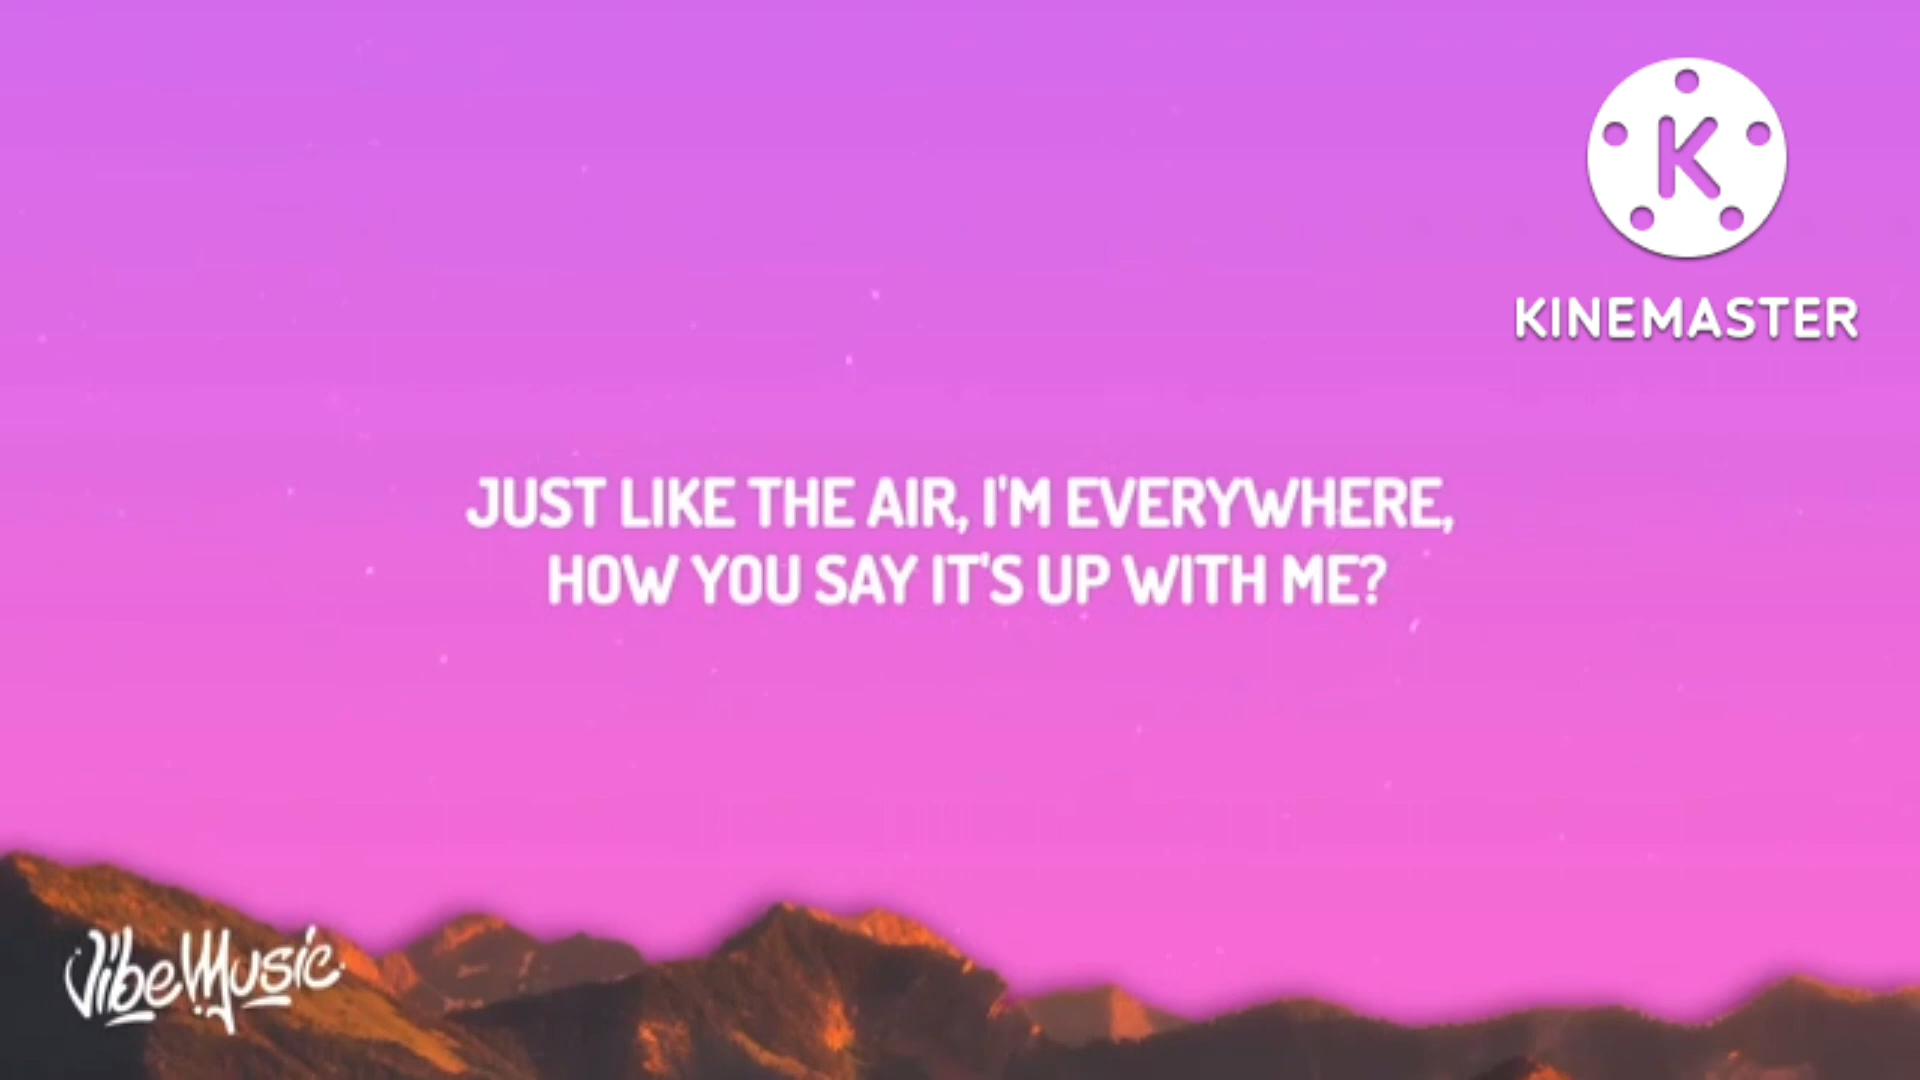 K
KINEMASTER
JUST LIKE THE AIR, I'M EVERYWHERE,
HOW YOU SAY IT'S UP WITH ME?
VibeMusic